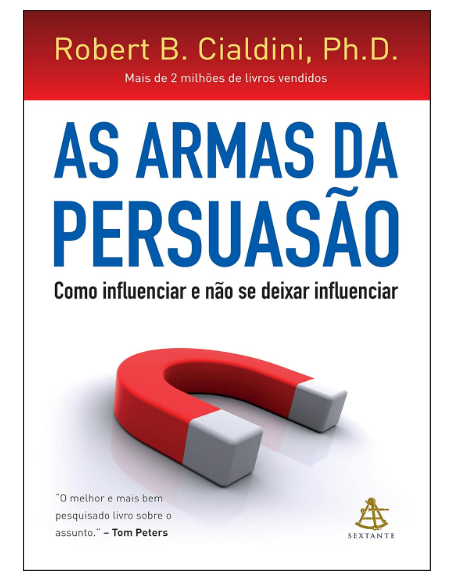 Robert B. Cialdini, Ph.D.
Mais de 2 milhões de livros vendidos
AS ARMAS DA
PERSUASÃO
Como influenciar e não se deixar influenciar
"O melhor e mais bem
pesquisado livro sobre o
assunto." – Tom Peters
SEXTANTE